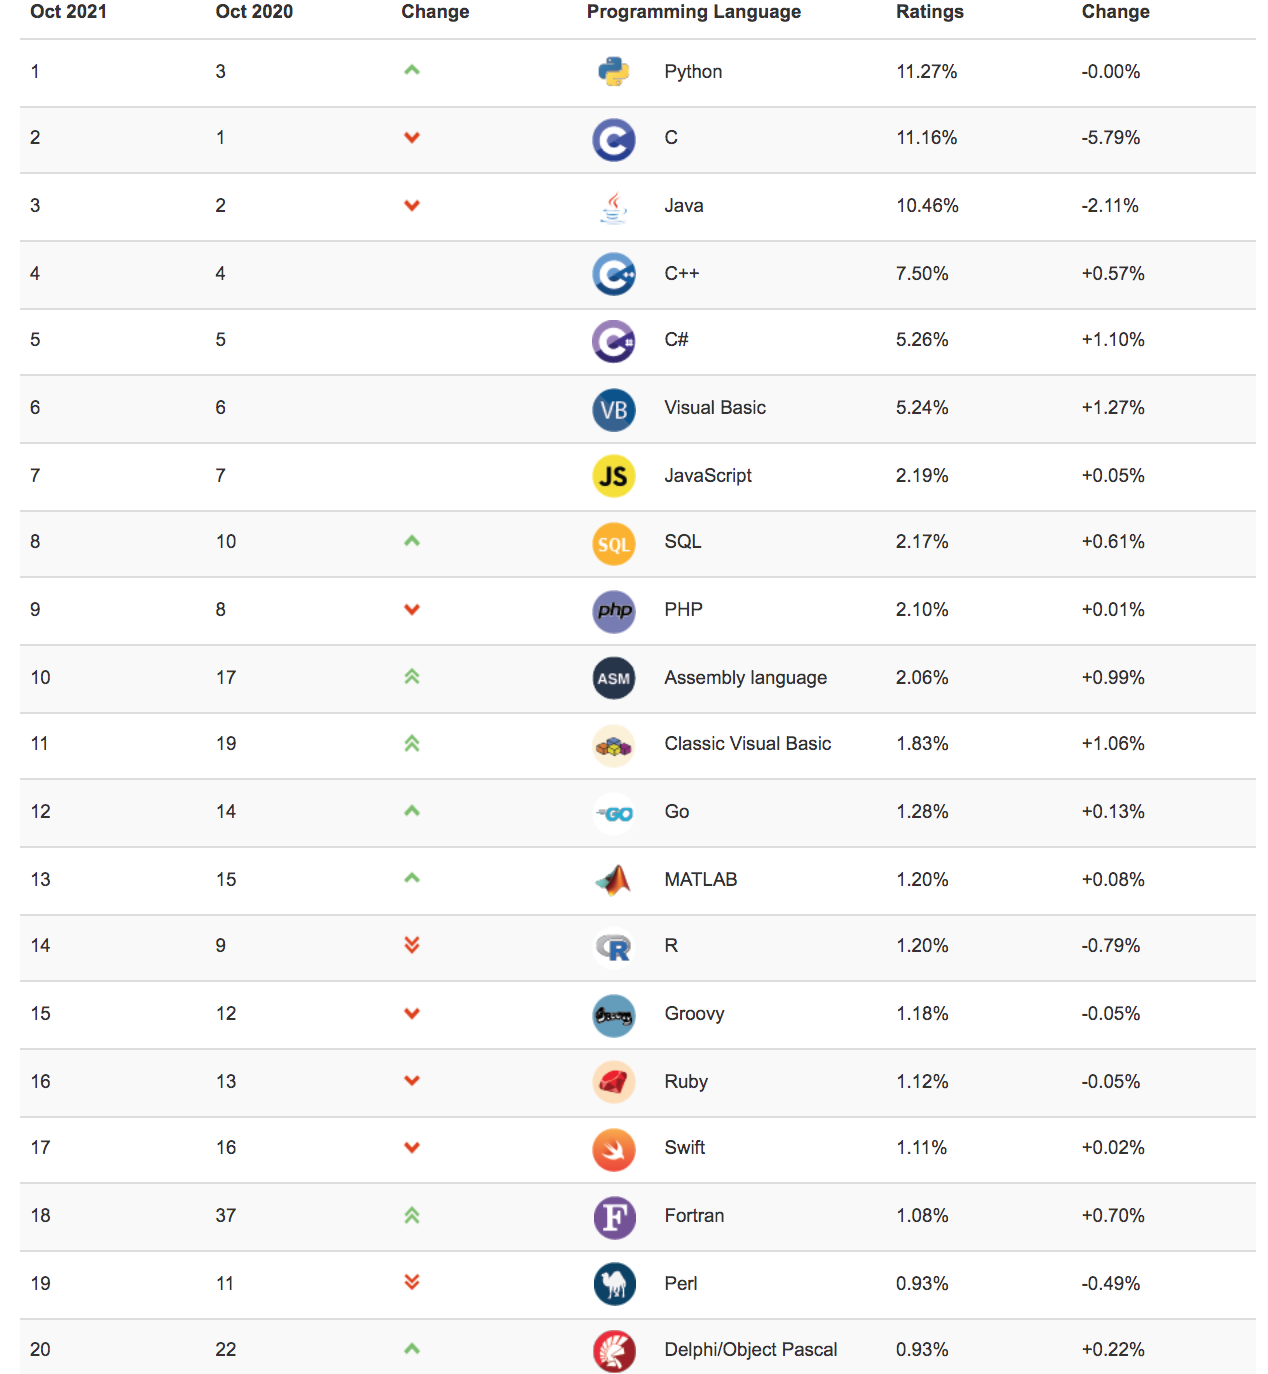 Oct 2021 Oct 2020 Change Programming Language Ratings Change
1 3 Python 11.27% -0.00%
2 1 C 11.16% -5.79%
3 2 Java 10.46% -2.11%
4 4 C++ 7.50% +0.57%
5 5 C# 5.26% +1.10%
6 6 VB Visual Basic 5.24% +1.27%
7 7 JS JavaScript 2.19% +0.05%
8 10 SQL SQL 2.17% +0.61%
9 8 php PHP 2.10% +0.01%
10 17 ASM Assembly language 2.06% +0.99%
11 19 Classic Visual Basic 1.83% +1.06%
12 14 GO Go 1.28% +0.13%
13 15 MATLAB 1.20% +0.08%
14 9 R R 1.20% -0.79%
15 12 Groovy 1.18% -0.05%
16 13 Ruby 1.12% -0.05%
17 16 Swift 1.11% +0.02%
18 37 F Fortran 1.08% +0.70%
19 11 Perl 0.93% -0.49%
20 22 Delphi/Object Pascal 0.93% +0.22%